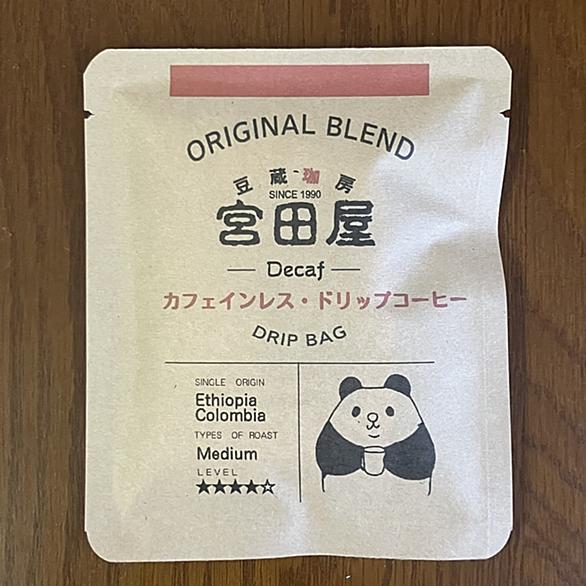 ORIGINAL BLEND
豆蔵珈房
SINCE 1990
宮田屋
Decaf
カフェインレス・ドリップコーヒー
DRIP BAG
SINGLE ORIGIN
Ethiopia
Colombia
TYPES OF ROAST
Medium
LEVEL
★★★★☆